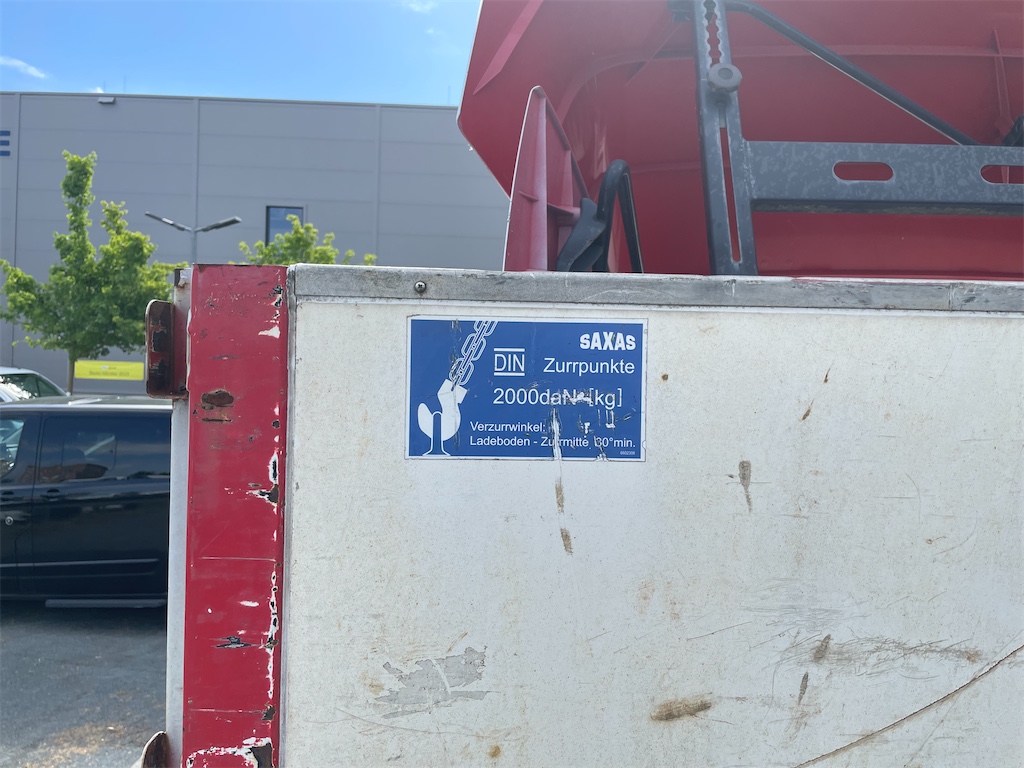 SAXAS
DIN Zurrpunkte
2000daN [kg]
Verzurrwinkel:
Ladeboden - Zurrmitte 30°min.
E